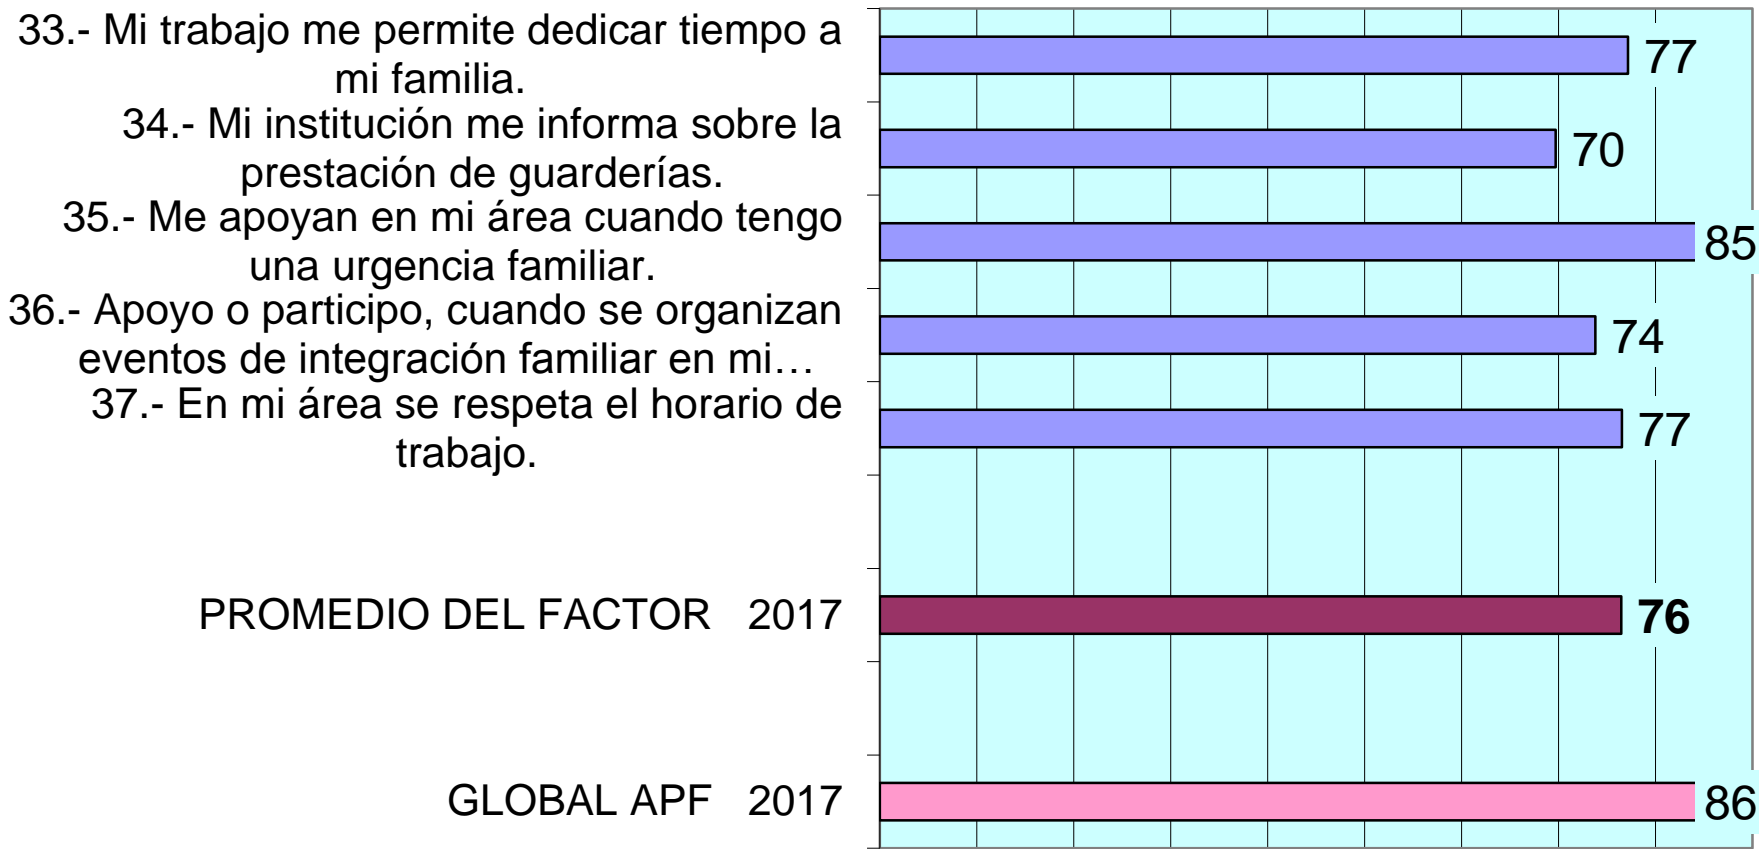 33.- Mi trabajo me permite dedicar tiempo a
mi familia.
77
34.- Mi institución me informa sobre la
prestación de guarderías.
70
35.- Me apoyan en mi área cuando tengo
una urgencia familiar.
85
36.- Apoyo o participo, cuando se organizan
eventos de integración familiar en mi…
74
37.- En mi área se respeta el horario de
trabajo.
77
PROMEDIO DEL FACTOR 2017
76
GLOBAL APF 2017
86